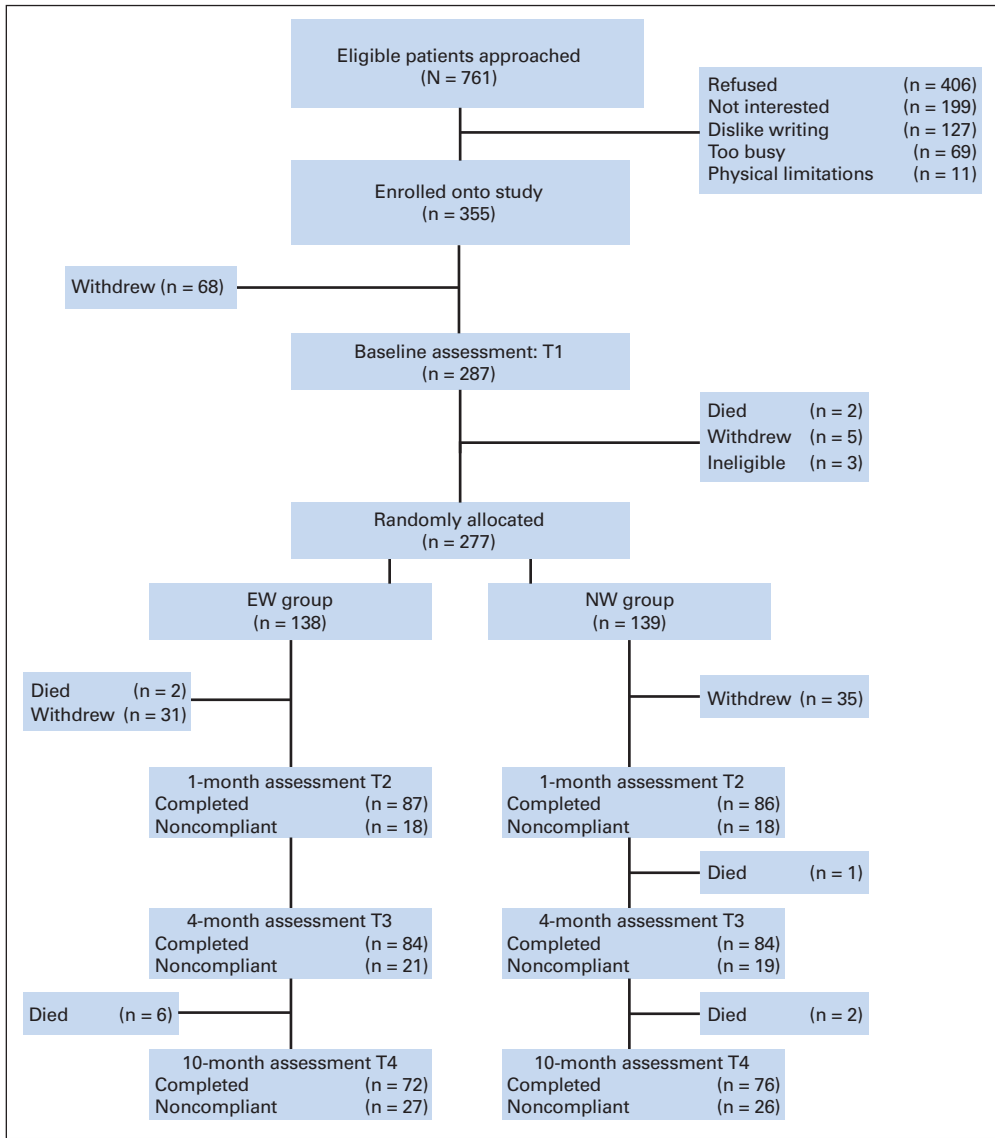 Eligible patients approached
(N = 761)
Refused (n = 406)
Not interested (n = 199)
Dislike writing (n = 127)
Too busy (n = 69)
Physical limitations (n = 11)
Enrolled onto study
(n = 355)
Withdrew (n = 68)
Baseline assessment: T1
(n = 287)
Died (n = 2)
Withdrew (n = 5)
Ineligible (n = 3)
Randomly allocated
(n = 277)
EW group
(n = 138)
NW group
(n = 139)
Died (n = 2)
Withdrew (n = 31)
Withdrew (n = 35)
1-month assessment T2
Completed (n = 87)
Noncompliant (n = 18)
1-month assessment T2
Completed (n = 86)
Noncompliant (n = 18)
Died (n = 1)
4-month assessment T3
Completed (n = 84)
Noncompliant (n = 21)
4-month assessment T3
Completed (n = 84)
Noncompliant (n = 19)
Died (n = 6)
Died (n = 2)
10-month assessment T4
Completed (n = 72)
Noncompliant (n = 27)
10-month assessment T4
Completed (n = 76)
Noncompliant (n = 26)